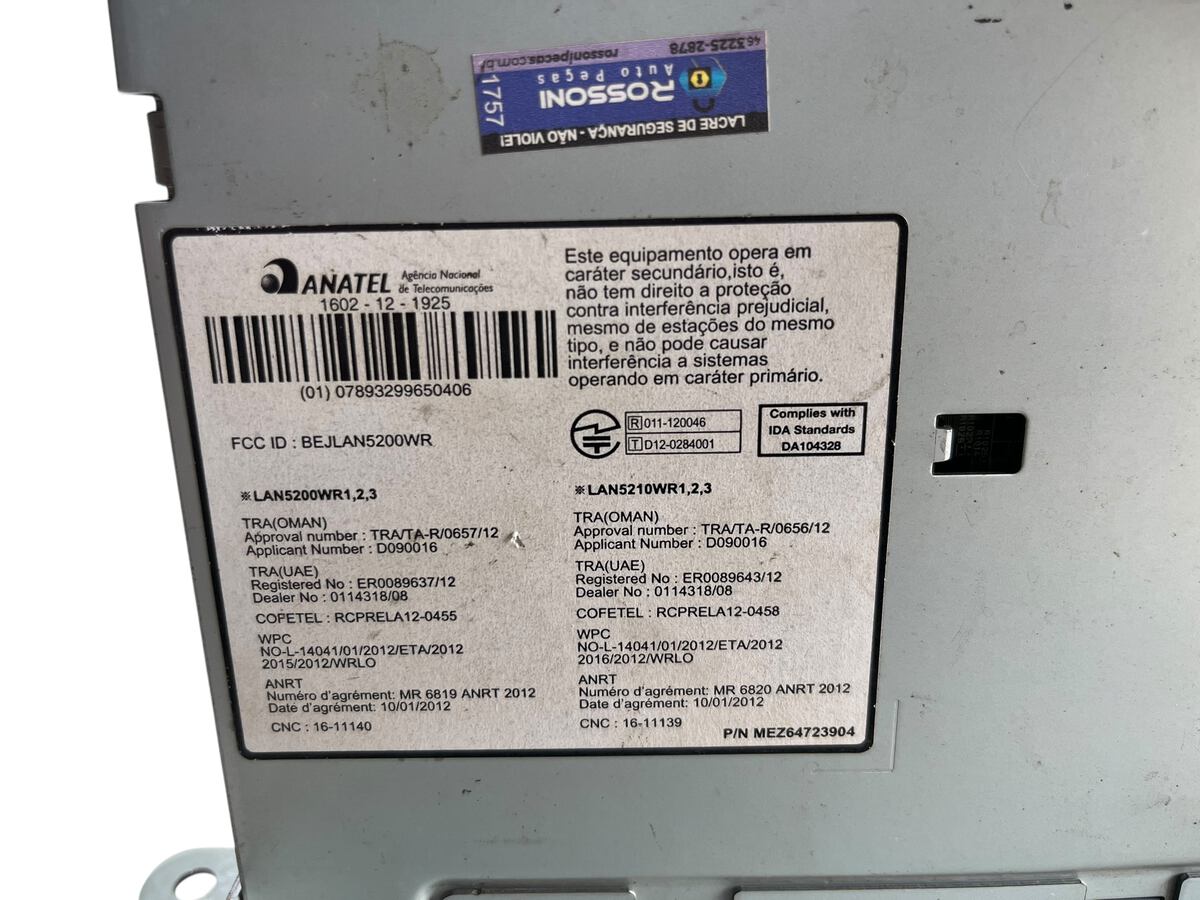 46 3225-2878
rossonipecas.com.br
Auto Peças
ROSSONI
1757
LACRE DE SEGURANÇA - NÃO VIOLE!
ANATEL
Agência Nacional
de Telecomunicações
1602 - 12 - 1925
(01) 07893299650406
Este equipamento opera em
caráter secundário,isto é,
não tem direito a proteção
contra interferência prejudicial,
mesmo de estações do mesmo
tipo, e não pode causar
interferência a sistemas
operando em caráter primário.
FCC ID : BEJLAN5200WR
R 011-120046
T D12-0284001
Complies with
IDA Standards
DA104328
※LAN5200WR1,2,3
TRA(OMAN)
Approval number : TRA/TA-R/0657/12
Applicant Number : D090016
TRA(UAE)
Registered No : ER0089637/12
Dealer No : 0114318/08
COFETEL : RCPRELA12-0455
WPC
NO-L-14041/01/2012/ETA/2012
2015/2012/WRLO
ANRT
Numéro d'agrément: MR 6819 ANRT 2012
Daté d'agrément: 10/01/2012
CNC : 16-11140
※LAN5210WR1,2,3
TRA(OMAN)
Approval number : TRA/TA-R/0656/12
Applicant Number : D090016
TRA(UAE)
Registered No : ER0089643/12
Dealer No : 0114318/08
COFETEL : RCPRELA12-0458
WPC
NO-L-14041/01/2012/ETA/2012
2016/2012/WRLO
ANRT
Numéro d'agrément: MR 6820 ANRT 2012
Date d'agrément: 10/01/2012
CNC : 16-11139
P/N MEZ64723904